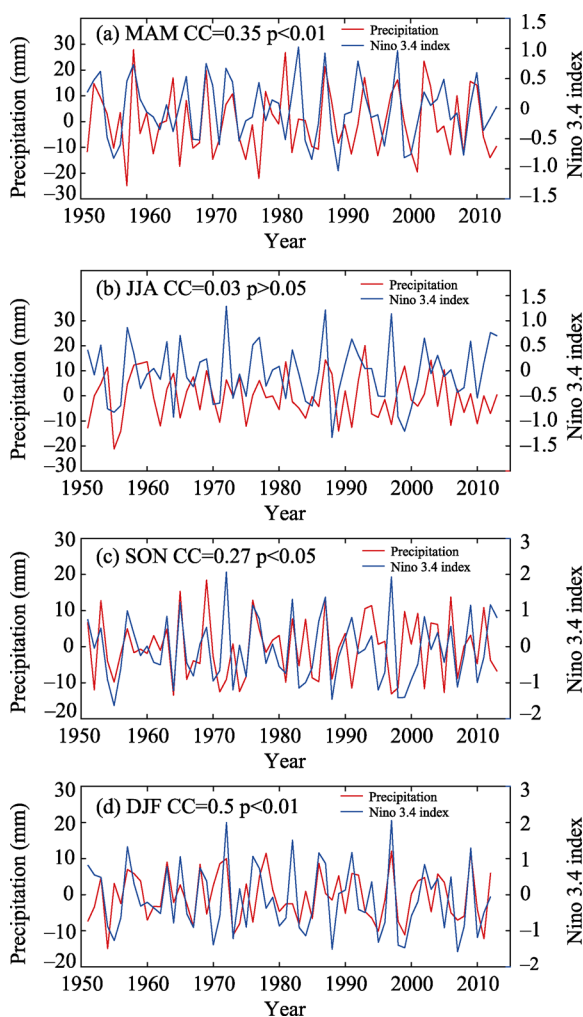 (a) MAM CC=0.35 p<0.01
Precipitation
Nino 3.4 index
Precipitation (mm)
30
20
10
0
−10
−20
−30
1.5
1.0
0.5
0
−0.5
−1.0
−1.5
Nino 3.4 index
1950 1960 1970 1980 1990 2000 2010
Year
(b) JJA CC=0.03 p>0.05
Precipitation
Nino 3.4 index
Precipitation (mm)
30
20
10
0
−10
−20
−30
1.5
1.0
0.5
0
−0.5
−1.0
−1.5
Nino 3.4 index
1950 1960 1970 1980 1990 2000 2010
Year
(c) SON CC=0.27 p<0.05
Precipitation
Nino 3.4 index
Precipitation (mm)
30
20
10
0
−10
−20
3
2
1
0
−1
−2
Nino 3.4 index
1950 1960 1970 1980 1990 2000 2010
Year
(d) DJF CC=0.5 p<0.01
Precipitation
Nino 3.4 index
Precipitation (mm)
30
20
10
0
−10
−20
3
2
1
0
−1
−2
Nino 3.4 index
1950 1960 1970 1980 1990 2000 2010
Year